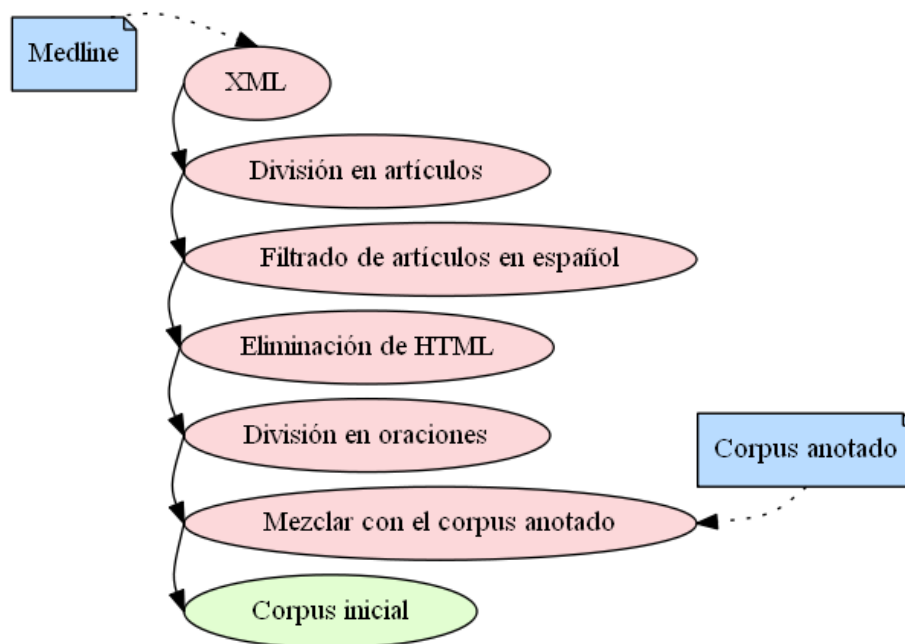 Medline
XML
División en artículos
Filtrado de artículos en español
Eliminación de HTML
División en oraciones
Corpus anotado
Mezclar con el corpus anotado
Corpus inicial